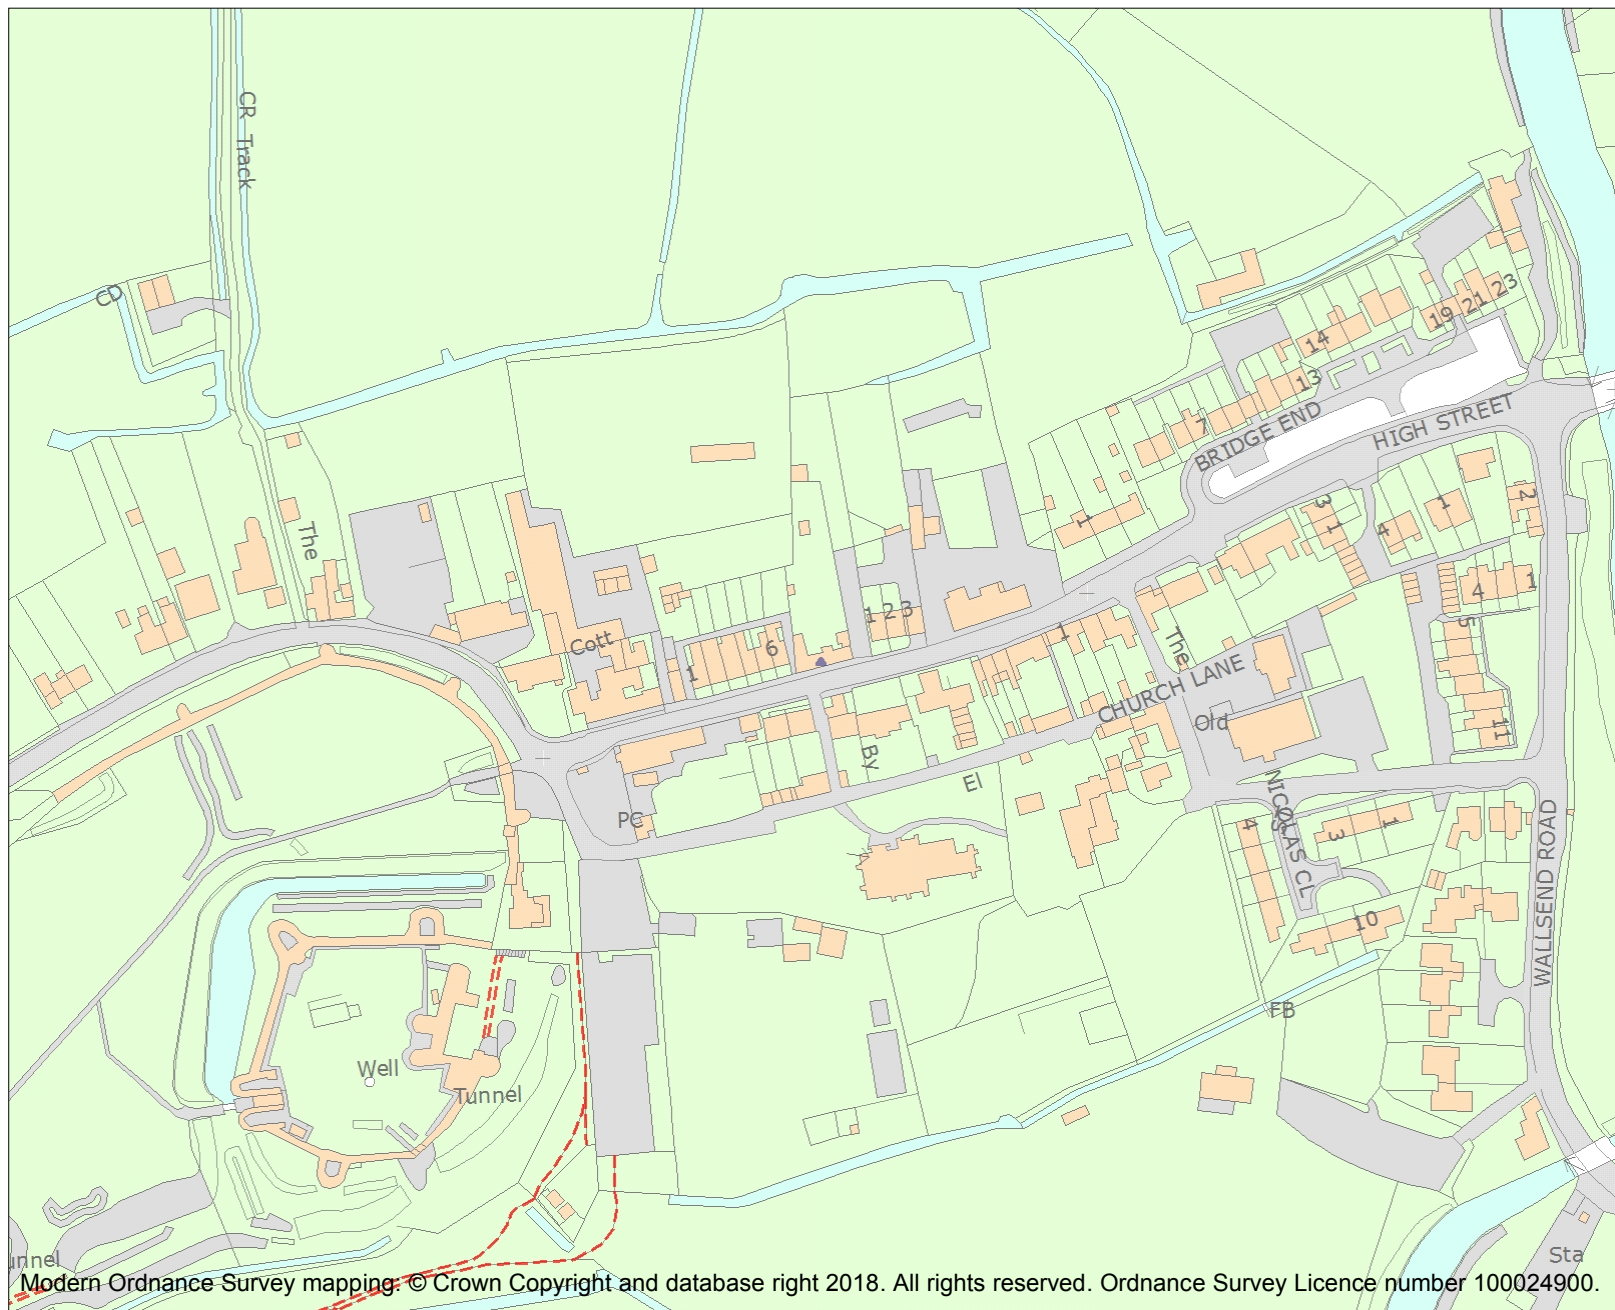 CR Track
CD
The
Cott
1
6
1
2
3
1
1
7
13
14
19
21
23
BRIDGE END
HIGH STREET
3
1
4
1
2
4
1
5
11
The
CHURCH LANE
Old
By
El
PC
NICOLAS CL
4
3
1
10
WALLSEND ROAD
FB
Well
Tunnel
unnel
Sta
Modern Ordnance Survey mapping: © Crown Copyright and database right 2018. All rights reserved. Ordnance Survey Licence number 100024900.